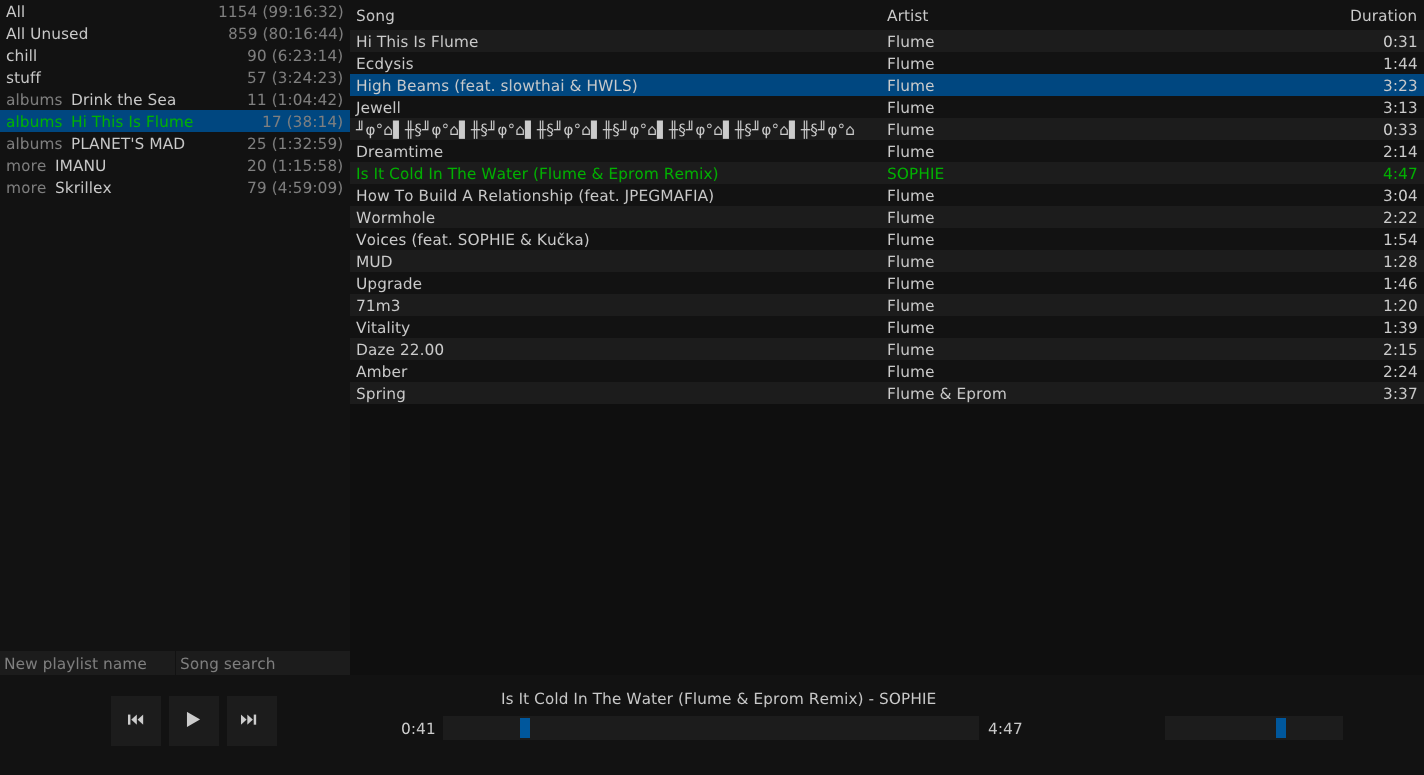 All 1154 (99:16:32)
All Unused 859 (80:16:44)
chill 90 (6:23:14)
stuff 57 (3:24:23)
albums Drink the Sea 11 (1:04:42)
albums Hi This Is Flume 17 (38:14)
albums PLANET'S MAD 25 (1:32:59)
more IMANU 20 (1:15:58)
more Skrillex 79 (4:59:09)
New playlist name Song search
Song Artist Duration
Hi This Is Flume Flume 0:31
Ecdysis Flume 1:44
High Beams (feat. slowthai & HWLS) Flume 3:23
Jewell Flume 3:13
╜φ°⌂▌╫§╜φ°⌂▌╫§╜φ°⌂▌╫§╜φ°⌂▌╫§╜φ°⌂▌╫§╜φ°⌂▌╫§╜φ°⌂▌╫§╜φ°⌂ Flume 0:33
Dreamtime Flume 2:14
Is It Cold In The Water (Flume & Eprom Remix) SOPHIE 4:47
How To Build A Relationship (feat. JPEGMAFIA) Flume 3:04
Wormhole Flume 2:22
Voices (feat. SOPHIE & Kučka) Flume 1:54
MUD Flume 1:28
Upgrade Flume 1:46
71m3 Flume 1:20
Vitality Flume 1:39
Daze 22.00 Flume 2:15
Amber Flume 2:24
Spring Flume & Eprom 3:37
Is It Cold In The Water (Flume & Eprom Remix) - SOPHIE
0:41 4:47